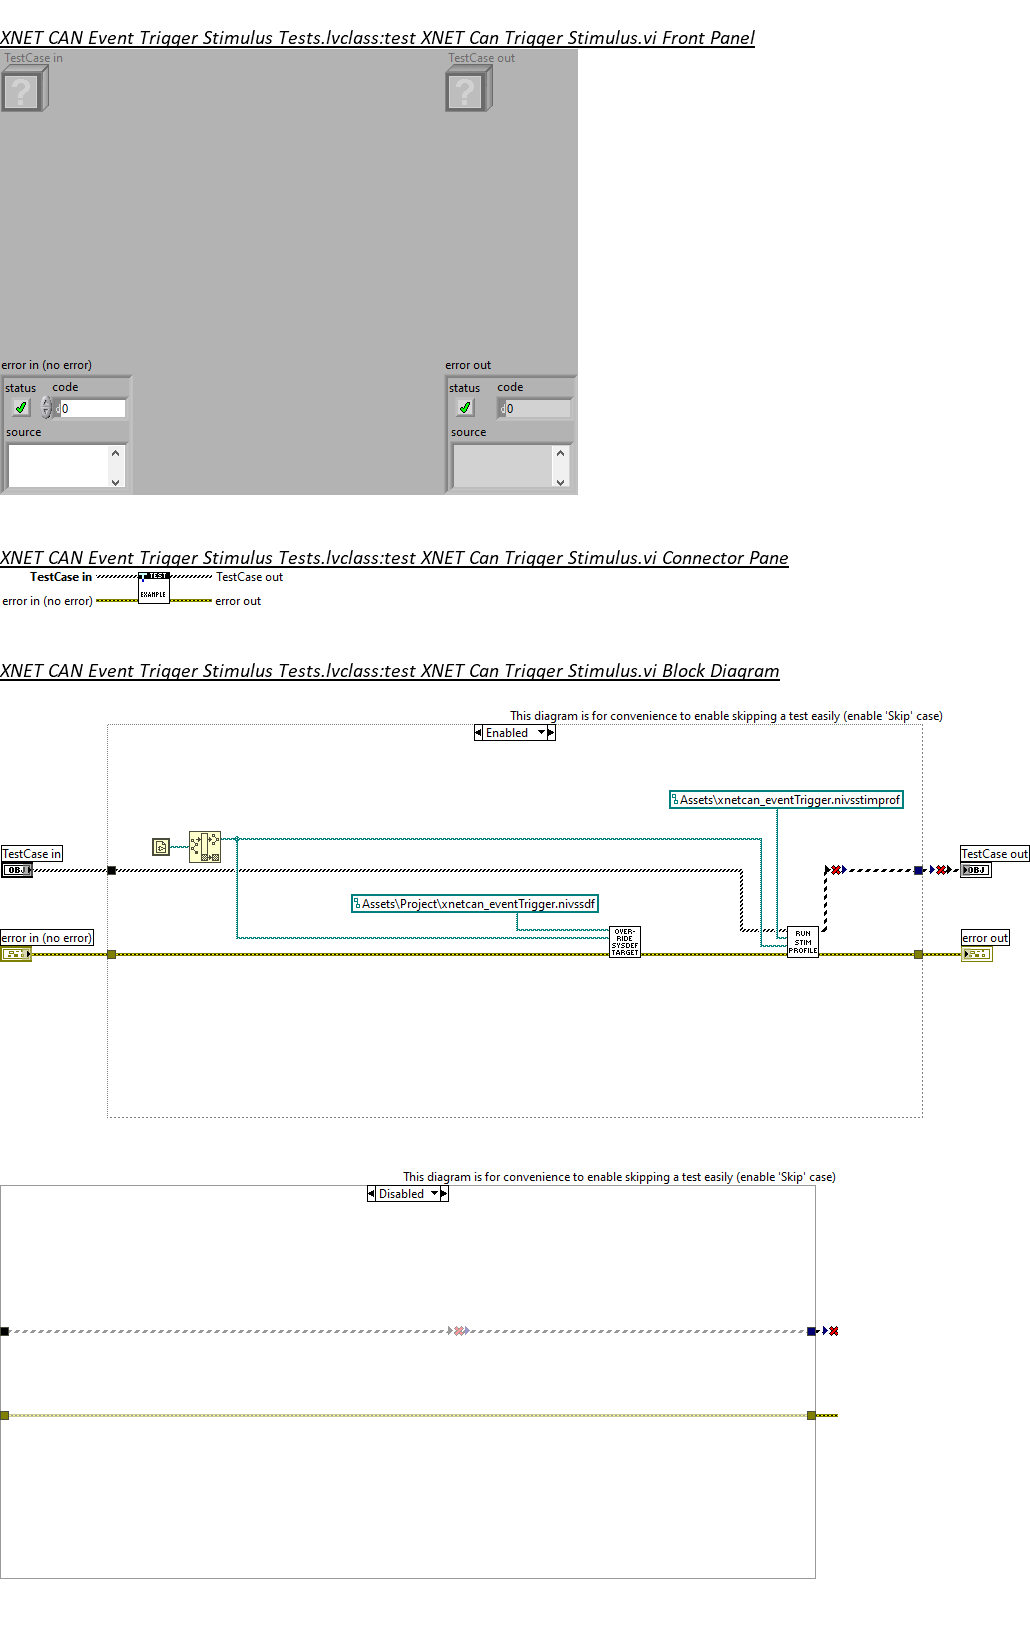 XNET CAN Event Trigger Stimulus Tests.lvclass:test XNET Can Trigger Stimulus.vi Front Panel
TestCase in
TestCase out
?
?
error in (no error)
error out
status
code
status
code
d
0
d
0
source
source
XNET CAN Event Trigger Stimulus Tests.lvclass:test XNET Can Trigger Stimulus.vi Connector Pane
TestCase in
TEST
TestCase out
error in (no error)
EXAMPLE
error out
XNET CAN Event Trigger Stimulus Tests.lvclass:test XNET Can Trigger Stimulus.vi Block Diagram
This diagram is for convenience to enable skipping a test easily (enable 'Skip' case)
Enabled
Assets\xnetcan_eventTrigger.nivsstimprof
TestCase in
TestCase out
OBJ
OBJ
Assets\Project\xnetcan_eventTrigger.nivssdf
error in (no error)
error out
OVER-
RIDE
SYSDEF
TARGET
RUN
STIM
PROFILE
This diagram is for convenience to enable skipping a test easily (enable 'Skip' case)
Disabled